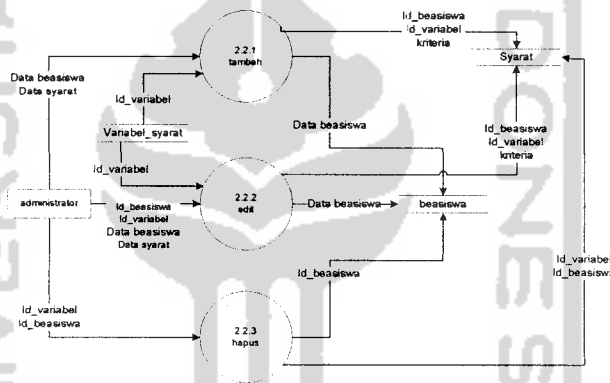 Id_beasiswa
Id_variabel
kriteria
2.2.1
tambah
Syarat
Data beasiswa
Data syarat
Id_variabel
Data beasiswa
Variabel_syarat
Id_beasiswa
Id_variabel
kriteria
Id_variabel
administrator
Id_beasiswa
Id_variabel
Data beasiswa
Data syarat
2.2.2
edit
Data beasiswa
beasiswa
Id_beasiswa
Id_variabel
Id_beasiswa
Id_variabel
Id_beasiswa
2.2.3
hapus